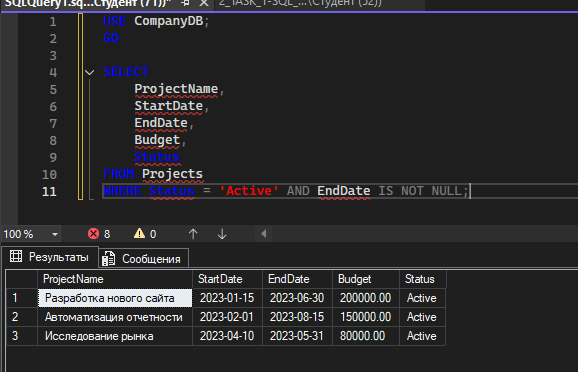 SQLQuery1.sq...Студент (71))* 2_TASK_1-SQL_...\Студент (52))
1 USE CompanyDB;
2 GO
3
4 SELECT
5 ProjectName,
6 StartDate,
7 EndDate,
8 Budget,
9 Status
10 FROM Projects
11 WHERE Status = 'Active' AND EndDate IS NOT NULL;
100 % 8 0
Результаты Сообщения
ProjectName StartDate EndDate Budget Status
1 Разработка нового сайта 2023-01-15 2023-06-30 200000.00 Active
2 Автоматизация отчетности 2023-02-01 2023-08-15 150000.00 Active
3 Исследование рынка 2023-04-10 2023-05-31 80000.00 Active